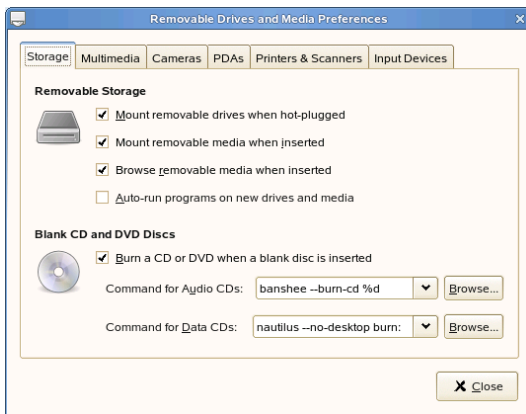 Removable Drives and Media Preferences
Storage Multimedia Cameras PDAs Printers & Scanners Input Devices
Removable Storage
Mount removable drives when hot-plugged
Mount removable media when inserted
Browse removable media when inserted
Auto-run programs on new drives and media
Blank CD and DVD Discs
Burn a CD or DVD when a blank disc is inserted
Command for Audio CDs: banshee --burn-cd %d Browse...
Command for Data CDs: nautilus --no-desktop burn: Browse...
Close